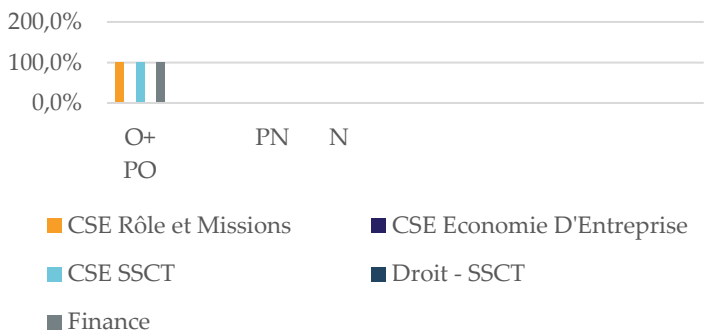 200,0%
100,0%
0,0%
O+ PN N
PO
CSE Rôle et Missions CSE Economie D'Entreprise
CSE SSCT Droit - SSCT
Finance